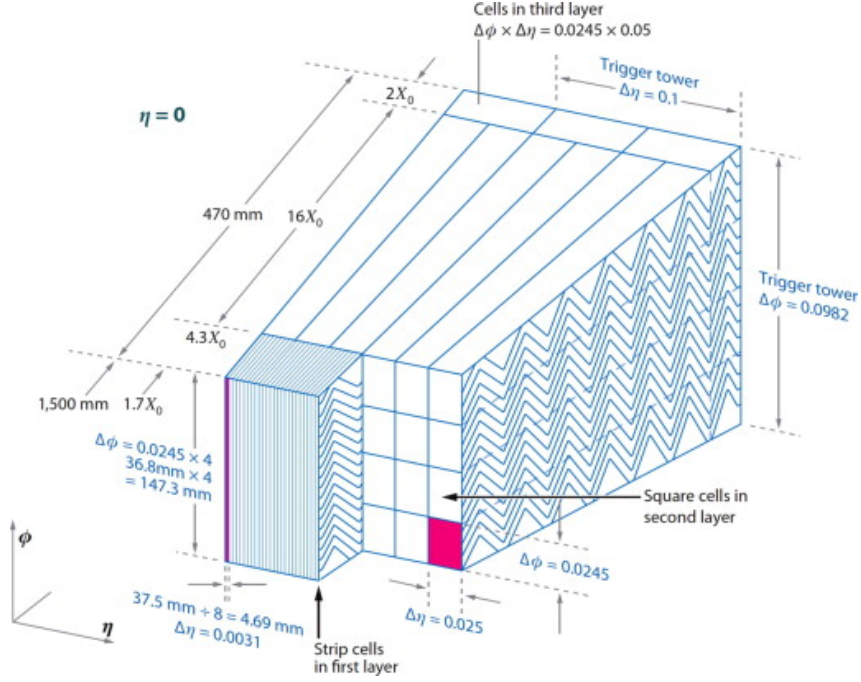 Cells in third layer
Δϕ × Δη = 0.0245 × 0.05
Trigger tower
Δη = 0.1
2X₀
η = 0
470 mm
16X₀
Trigger tower
Δϕ = 0.0982
4.3X₀
1,500 mm
1.7X₀
Δϕ = 0.0245 × 4
36.8mm × 4
= 147.3 mm
Square cells in
second layer
ϕ
η
Δϕ = 0.0245
37.5 mm ÷ 8 = 4.69 mm
Δη = 0.0031
Δη = 0.025
Strip cells
in first layer